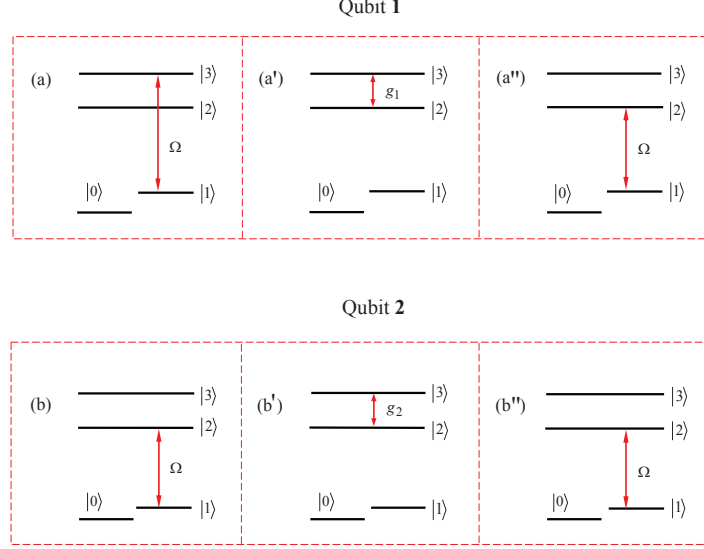 Qubit 1
(a) |3⟩ (a') |3⟩ (a'') |3⟩
g₁
|2⟩ |2⟩ |2⟩
Ω Ω
|0⟩ |1⟩ |0⟩ |1⟩ |0⟩ |1⟩
Qubit 2
(b) |3⟩ (b') |3⟩ (b'') |3⟩
g₂
|2⟩ |2⟩ |2⟩
Ω Ω
|0⟩ |1⟩ |0⟩ |1⟩ |0⟩ |1⟩